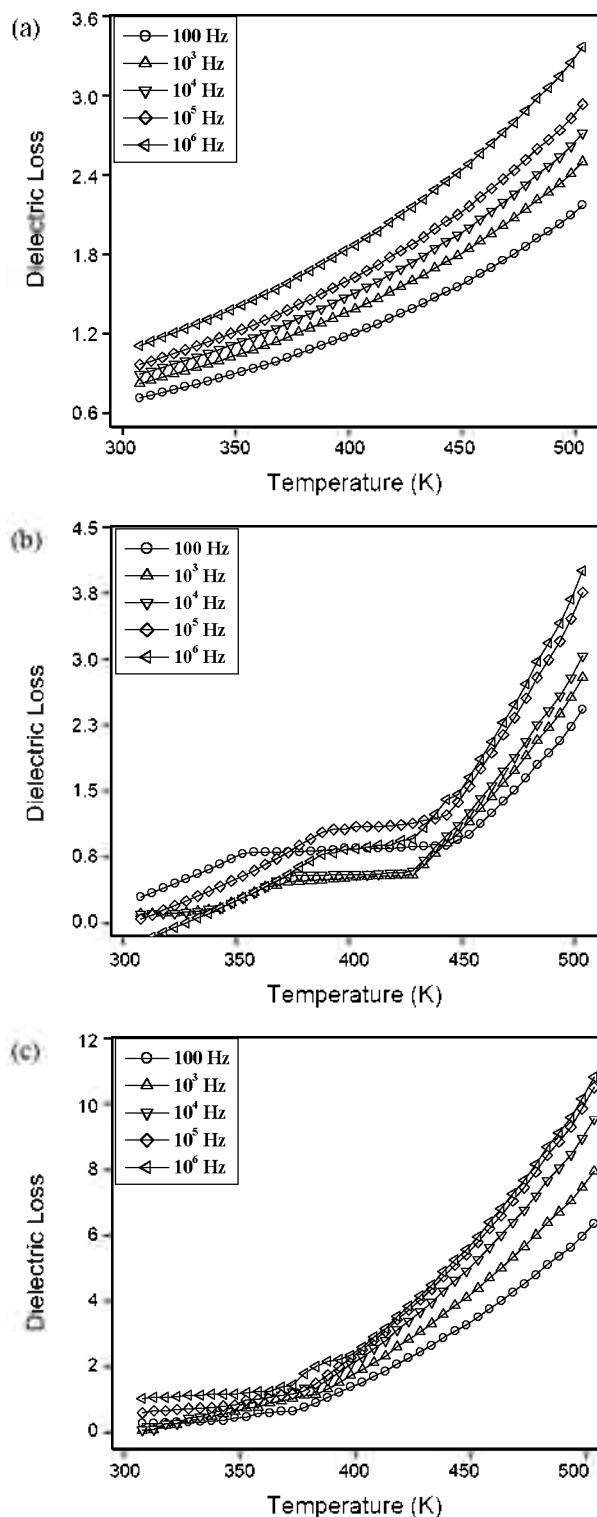 (a)
3.6
3.0
2.4
1.8
1.2
0.6
Dielectric Loss
100 Hz
10³ Hz
10⁴ Hz
10⁵ Hz
10⁶ Hz
300
350
400
450
500
Temperature (K)
(b)
4.5
3.8
3.0
2.3
1.5
0.8
0.0
Dielectric Loss
100 Hz
10³ Hz
10⁴ Hz
10⁵ Hz
10⁶ Hz
300
350
400
450
500
Temperature (K)
(c)
12
10
8
6
4
2
0
Dielectric Loss
100 Hz
10³ Hz
10⁴ Hz
10⁵ Hz
10⁶ Hz
300
350
400
450
500
Temperature (K)